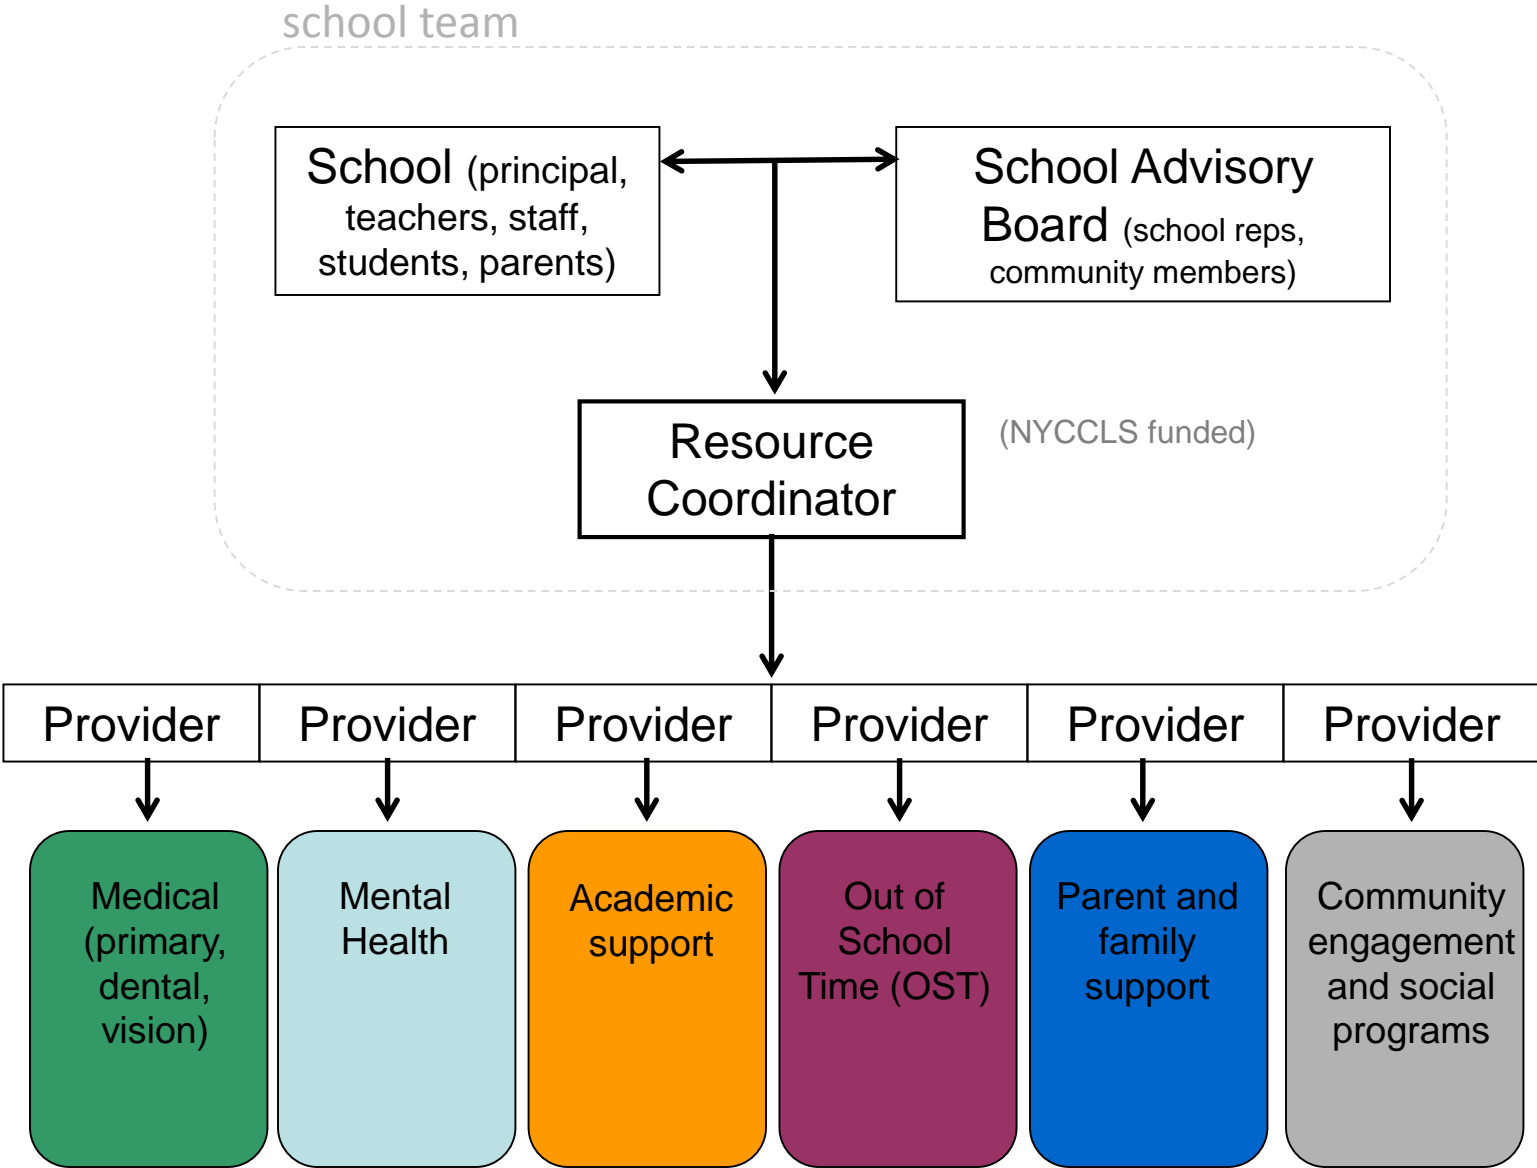 school team
School (principal,
teachers, staff,
students, parents)
School Advisory
Board (school reps,
community members)
Resource
Coordinator
(NYCCLS funded)
Provider
Provider
Provider
Provider
Provider
Provider
Medical
(primary,
dental,
vision)
Mental
Health
Academic
support
Out of
School
Time (OST)
Parent and
family
support
Community
engagement
and social
programs